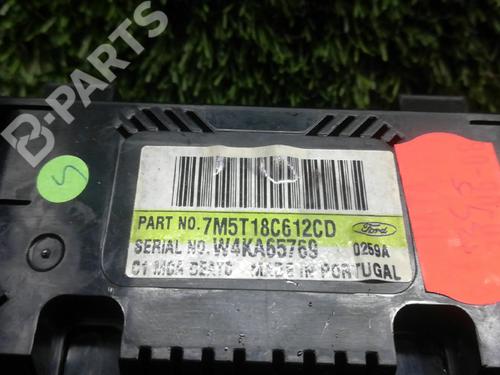 B-PARTS
PART NO. 7M5T18C612CD
SERIAL NO. W4KA65769
Ford
0259A
C1 MCA DEATC MADE IN PORTUGAL